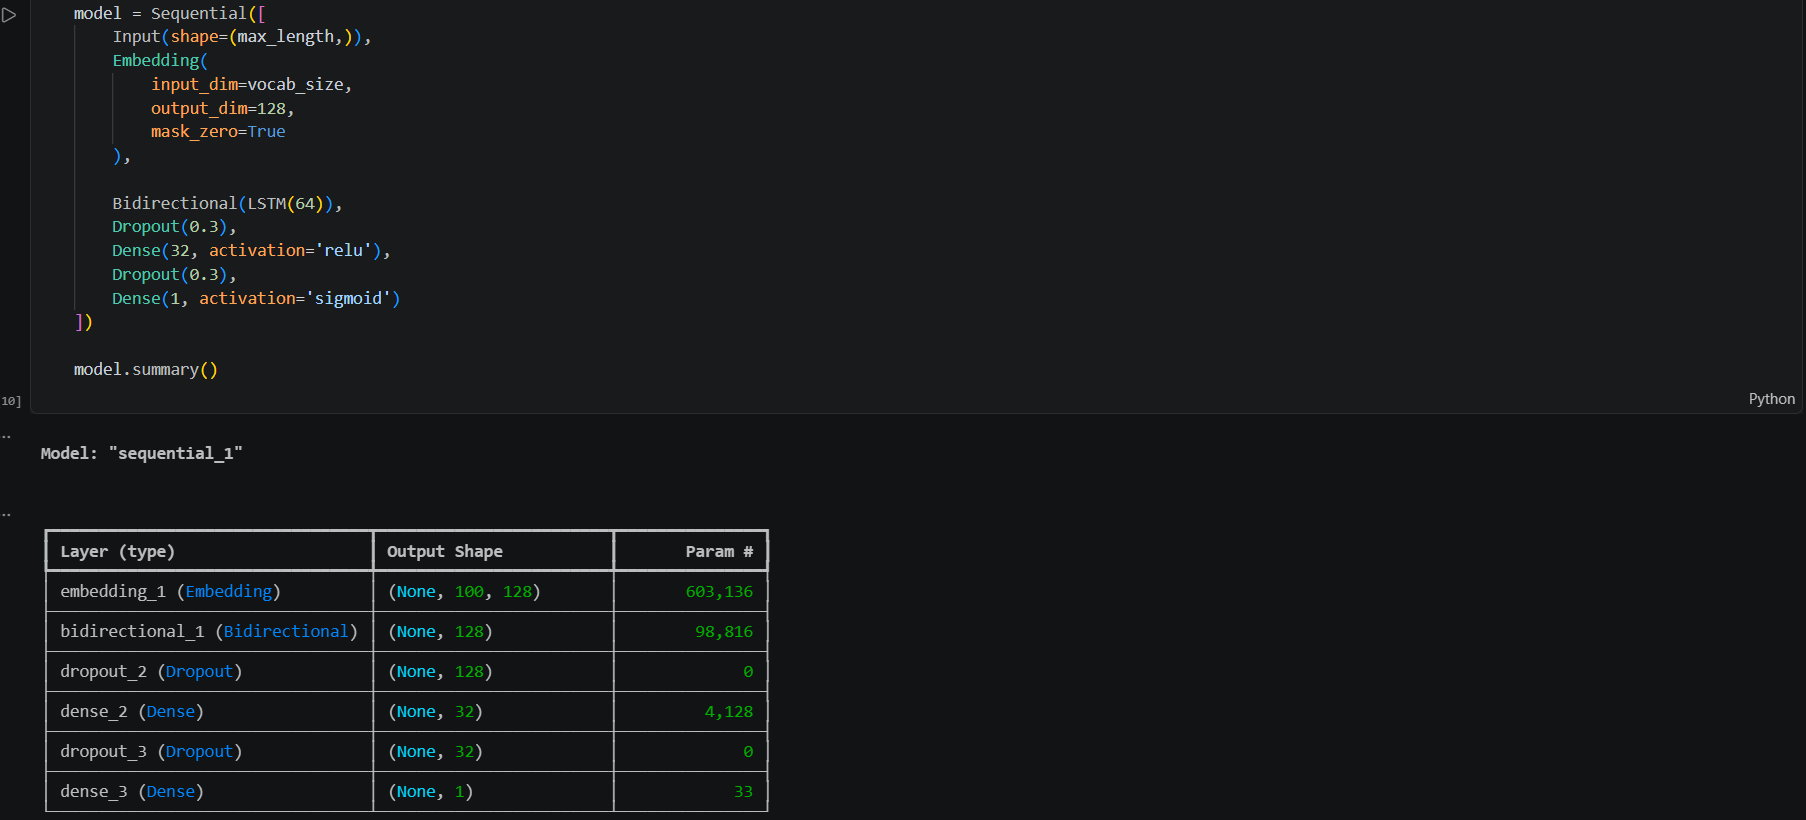 model = Sequential([
    Input(shape=(max_length,)),
    Embedding(
        input_dim=vocab_size,
        output_dim=128,
        mask_zero=True
    ),
    Bidirectional(LSTM(64)),
    Dropout(0.3),
    Dense(32, activation='relu'),
    Dropout(0.3),
    Dense(1, activation='sigmoid')
])
model.summary()
10]
Python
..
Model: "sequential_1"
..
Layer (type) Output Shape Param #
embedding_1 (Embedding) (None, 100, 128) 603,136
bidirectional_1 (Bidirectional) (None, 128) 98,816
dropout_2 (Dropout) (None, 128) 0
dense_2 (Dense) (None, 32) 4,128
dropout_3 (Dropout) (None, 32) 0
dense_3 (Dense) (None, 1) 33